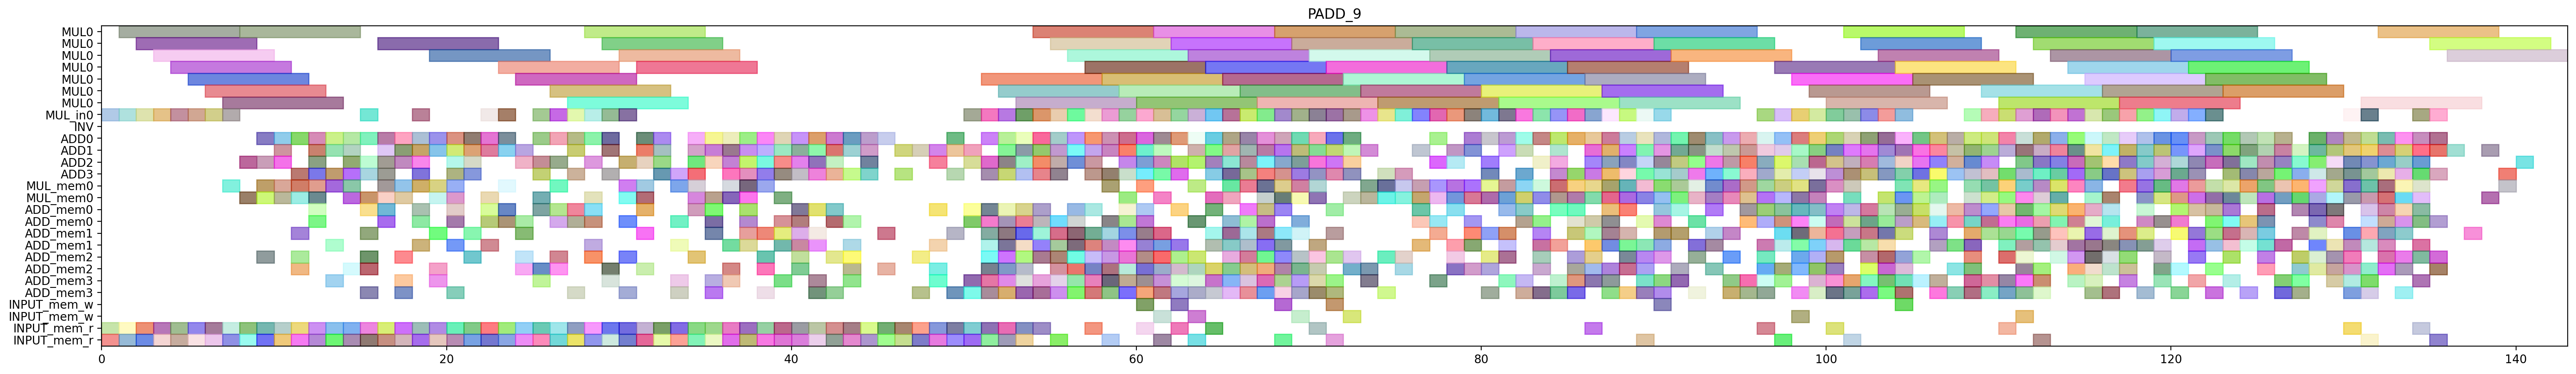 PADD_9
MUL0
MUL0
MUL0
MUL0
MUL0
MUL0
MUL0
MUL_in0
INV
ADD0
ADD1
ADD2
ADD3
MUL_mem0
MUL_mem0
ADD_mem0
ADD_mem0
ADD_mem1
ADD_mem1
ADD_mem2
ADD_mem2
ADD_mem3
ADD_mem3
INPUT_mem_w
INPUT_mem_w
INPUT_mem_r
INPUT_mem_r
0 20 40 60 80 100 120 140